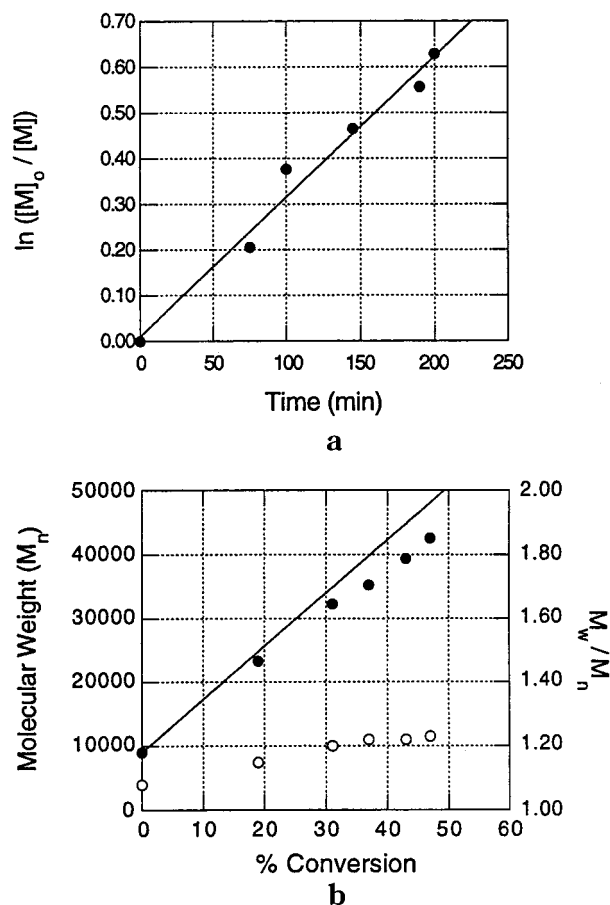 0.70
0.60
0.50
0.40
0.30
0.20
0.10
0.00
ln ([M]o / [M])
0 50 100 150 200 250
Time (min)
a
50000
40000
30000
20000
10000
0
Molecular Weight (Mn)
2.00
1.80
1.60
1.40
1.20
1.00
Mw / Mn
0 10 20 30 40 50 60
% Conversion
b